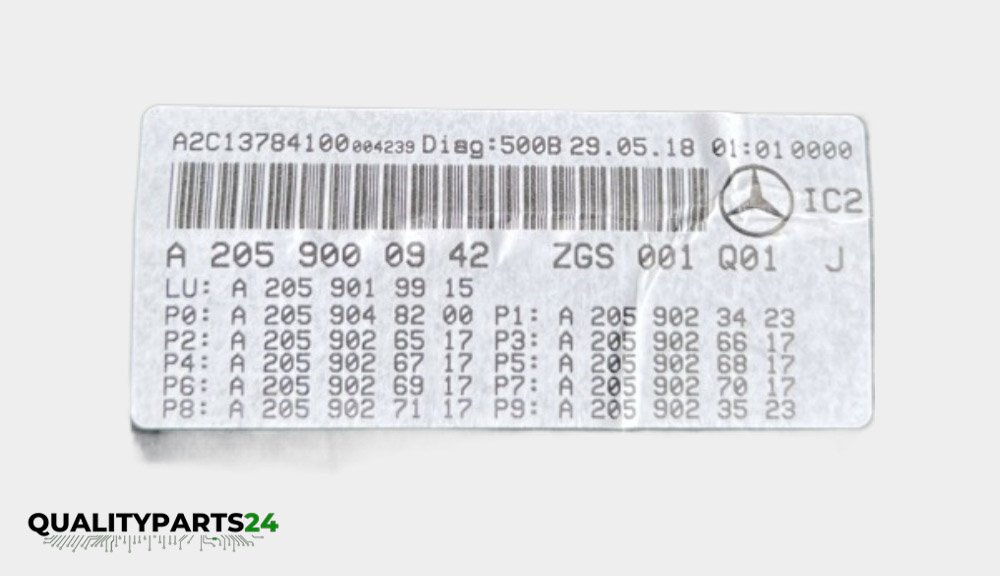 A2C13784100004239 Diag:500B 29.05.18 01:01 0000
IC2
A 205 900 09 42 ZGS 001 Q01 J
LU: A 205 901 99 15
P0: A 205 904 82 00 P1: A 205 902 34 23
P2: A 205 902 65 17 P3: A 205 902 66 17
P4: A 205 902 67 17 P5: A 205 902 68 17
P6: A 205 902 69 17 P7: A 205 902 70 17
P8: A 205 902 71 17 P9: A 205 902 35 23
QUALITYPARTS24